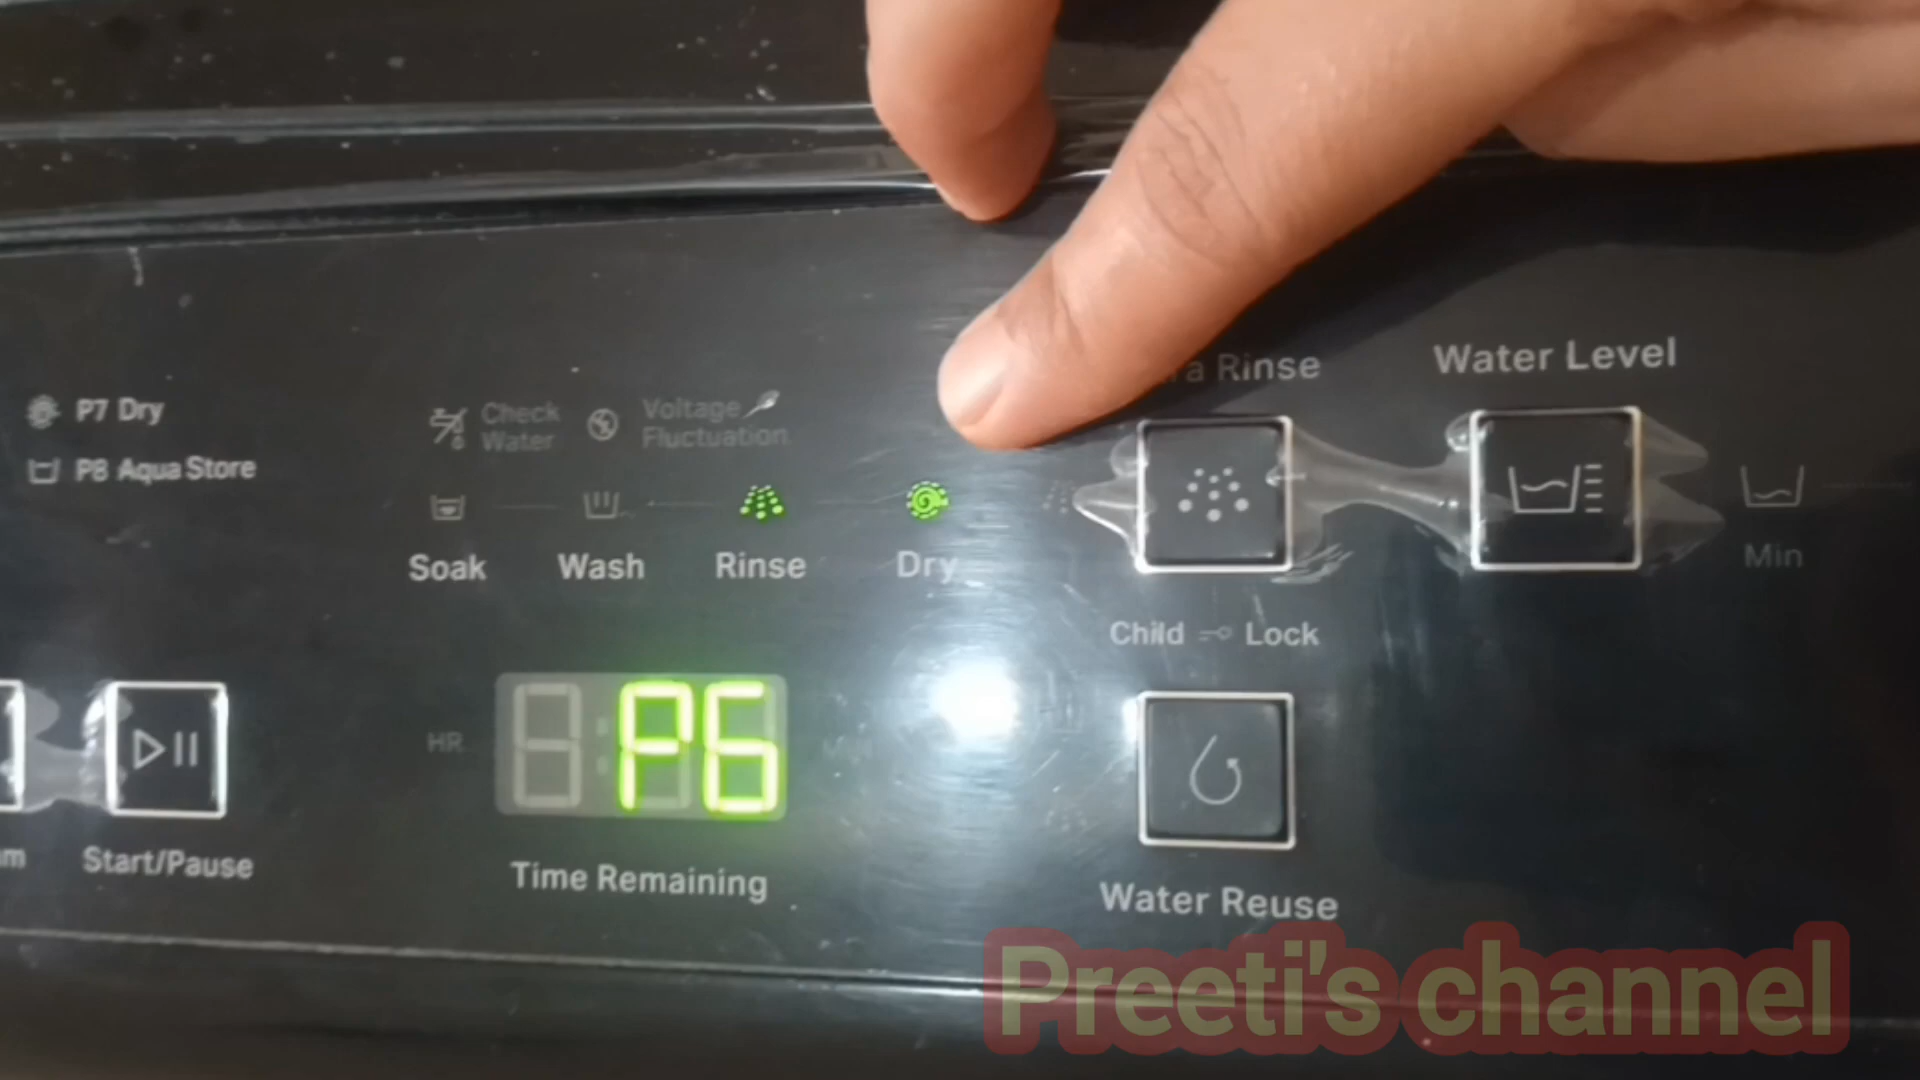 P7 Dry
P8 Aqua Store
Check
Water
Voltage
Fluctuation
Soak
Wash
Rinse
Dry
Rinse
Water Level
Min
Child Lock
HR
P6
Time Remaining
Start/Pause
Water Reuse
Preeti's channel